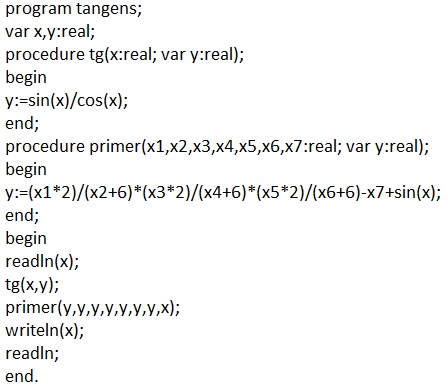 program tangens;
var x,y:real;
procedure tg(x:real; var y:real);
begin
y:=sin(x)/cos(x);
end;
procedure primer(x1,x2,x3,x4,x5,x6,x7:real; var y:real);
begin
y:=(x1*2)/(x2+6)*(x3*2)/(x4+6)*(x5*2)/(x6+6)-x7+sin(x);
end;
begin
readln(x);
tg(x,y);
primer(y,y,y,y,y,y,y,x);
writeln(x);
readln;
end.